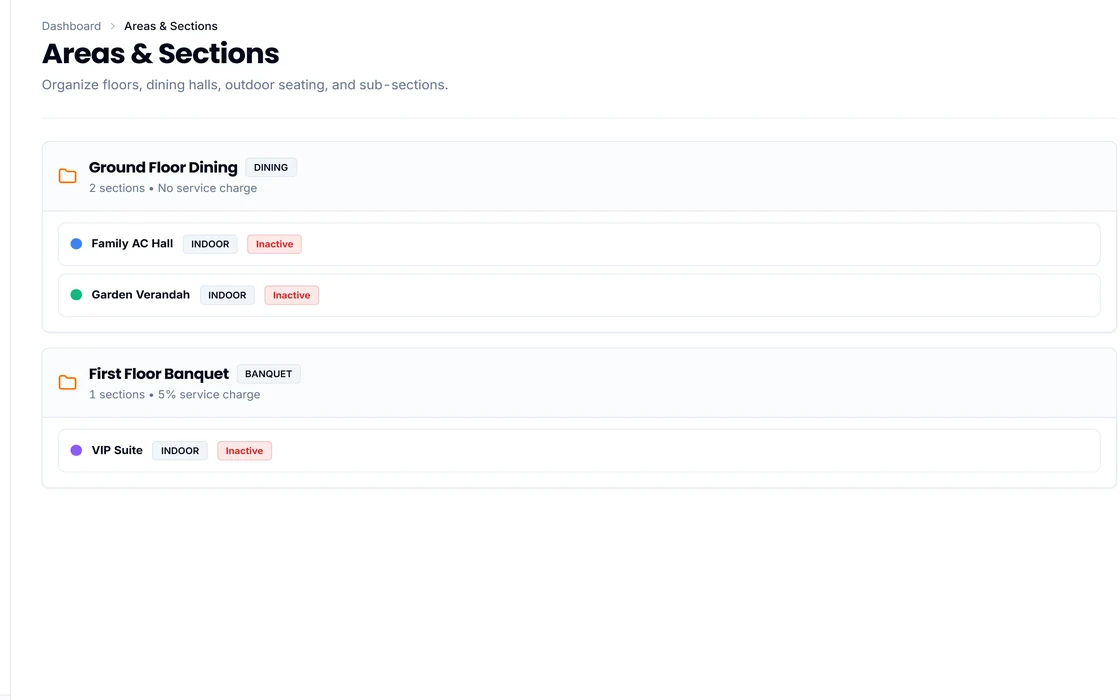 Dashboard > Areas & Sections
Areas & Sections
Organize floors, dining halls, outdoor seating, and sub-sections.
Ground Floor Dining DINING
2 sections • No service charge
Family AC Hall INDOOR Inactive
Garden Verandah INDOOR Inactive
First Floor Banquet BANQUET
1 sections • 5% service charge
VIP Suite INDOOR Inactive